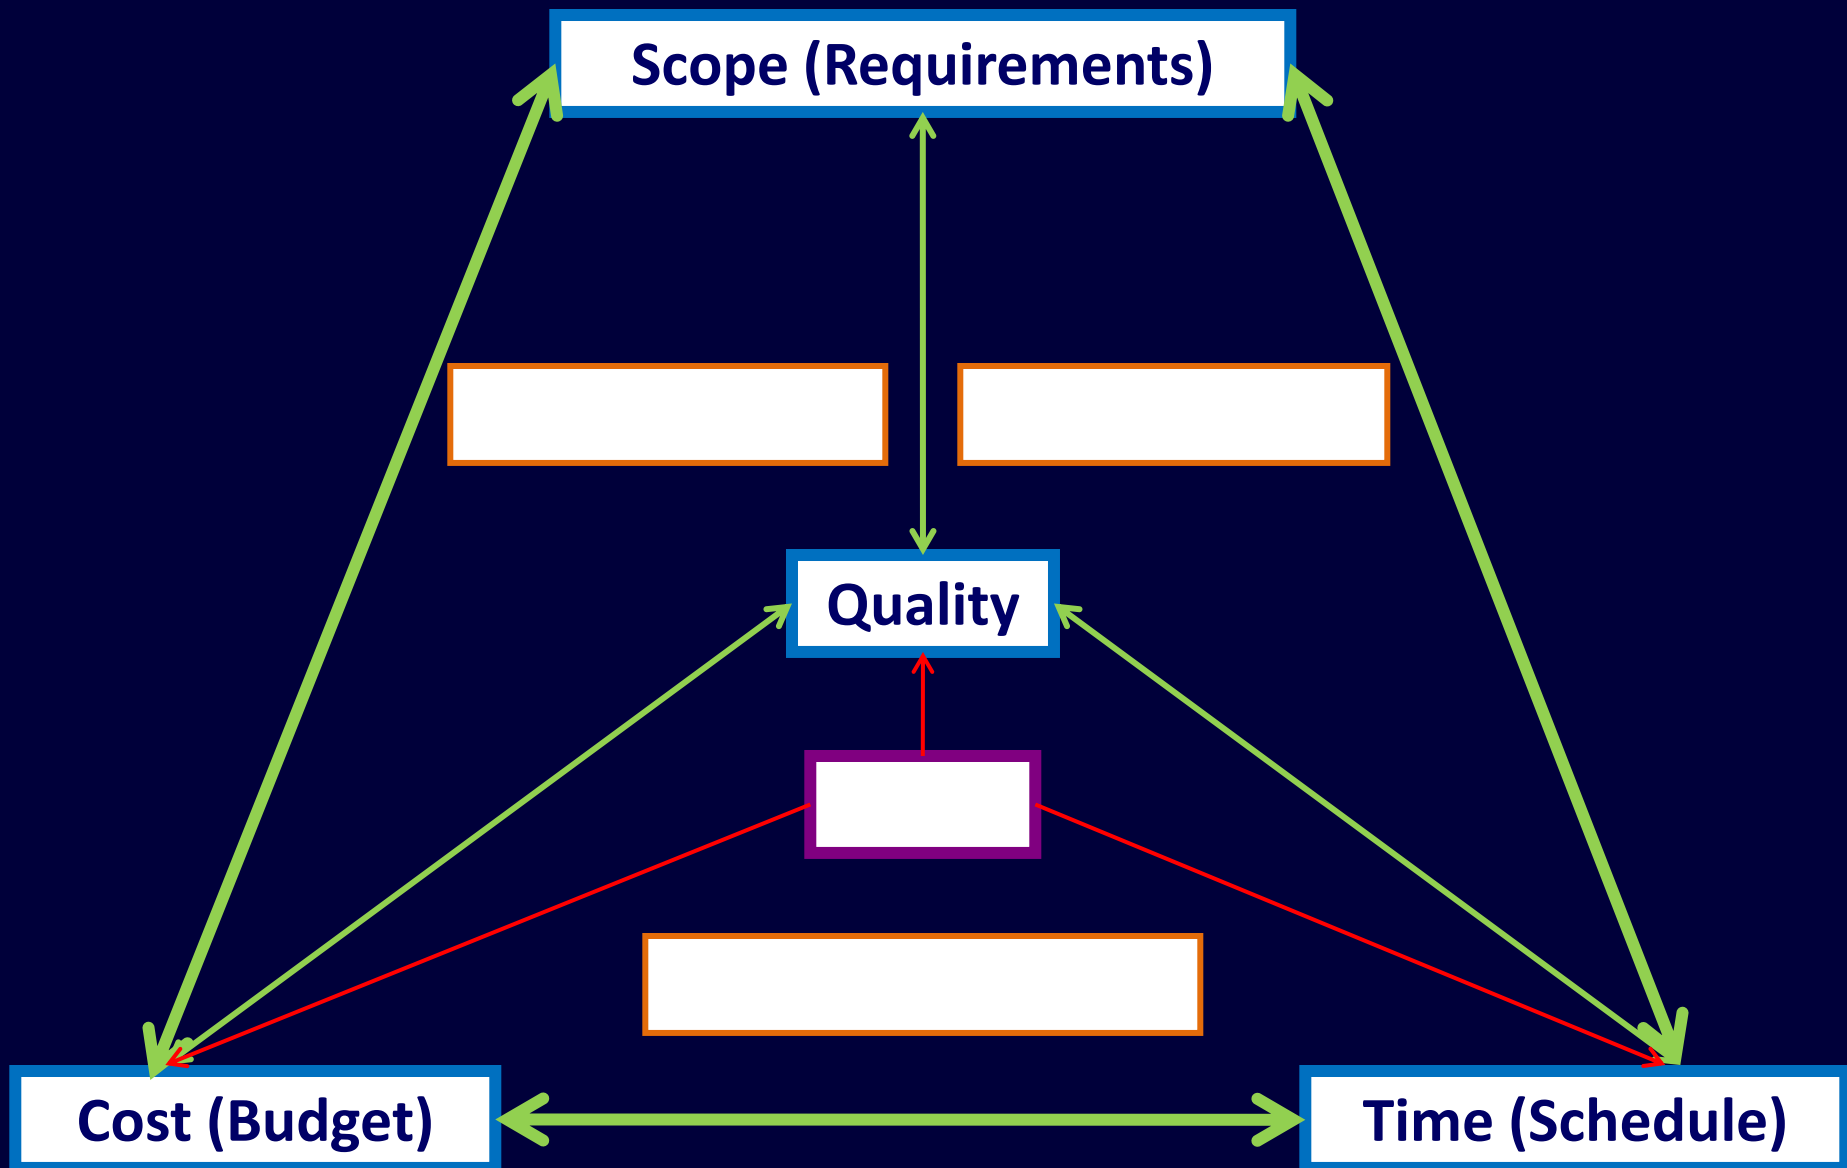 Scope (Requirements)
Quality
Cost (Budget)
Time (Schedule)